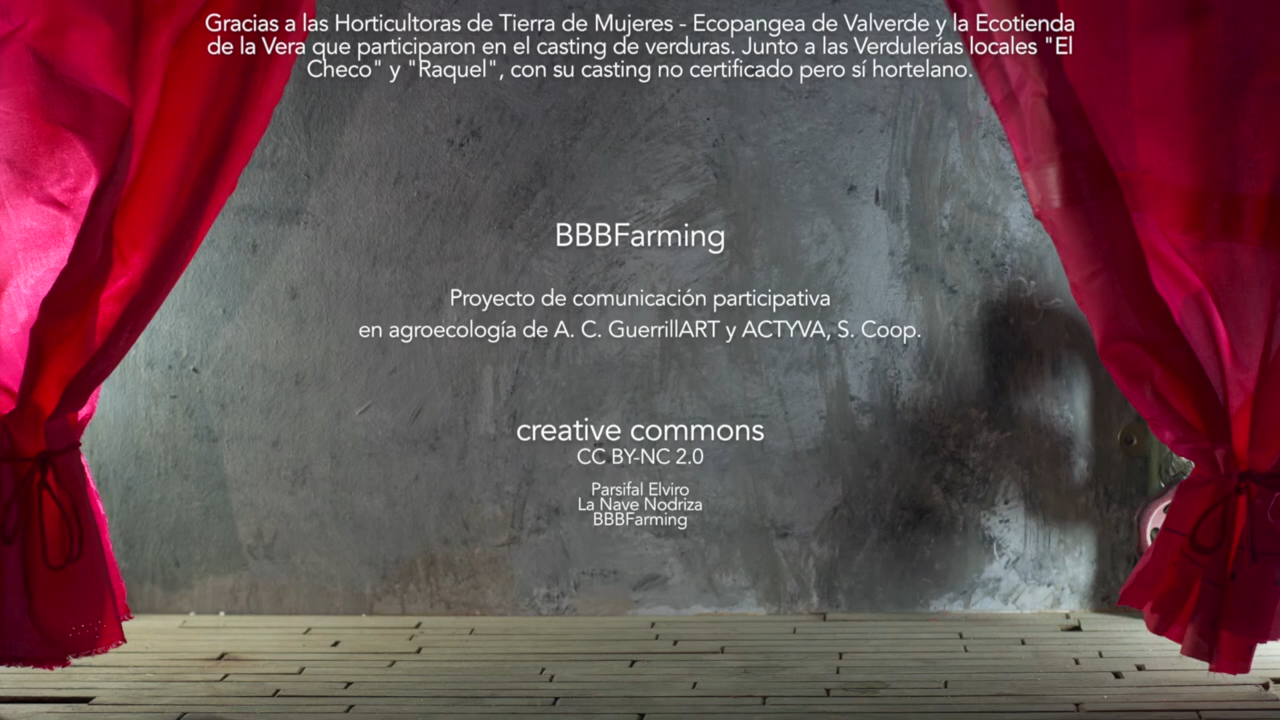 Gracias a las Horticultoras de Tierra de Mujeres - Ecopangea de Valverde y la Ecotienda
de la Vera que participaron en el casting de verduras. Junto a las Verdulerías locales "El
Checo" y "Raquel", con su casting no certificado pero sí hortelano.
BBBFarming
Proyecto de comunicación participativa
en agroecología de A. C. GuerrillART y ACTYVA, S. Coop.
creative commons
CC BY-NC 2.0
Parsifal Elviro
La Nave Nodriza
BBBFarming